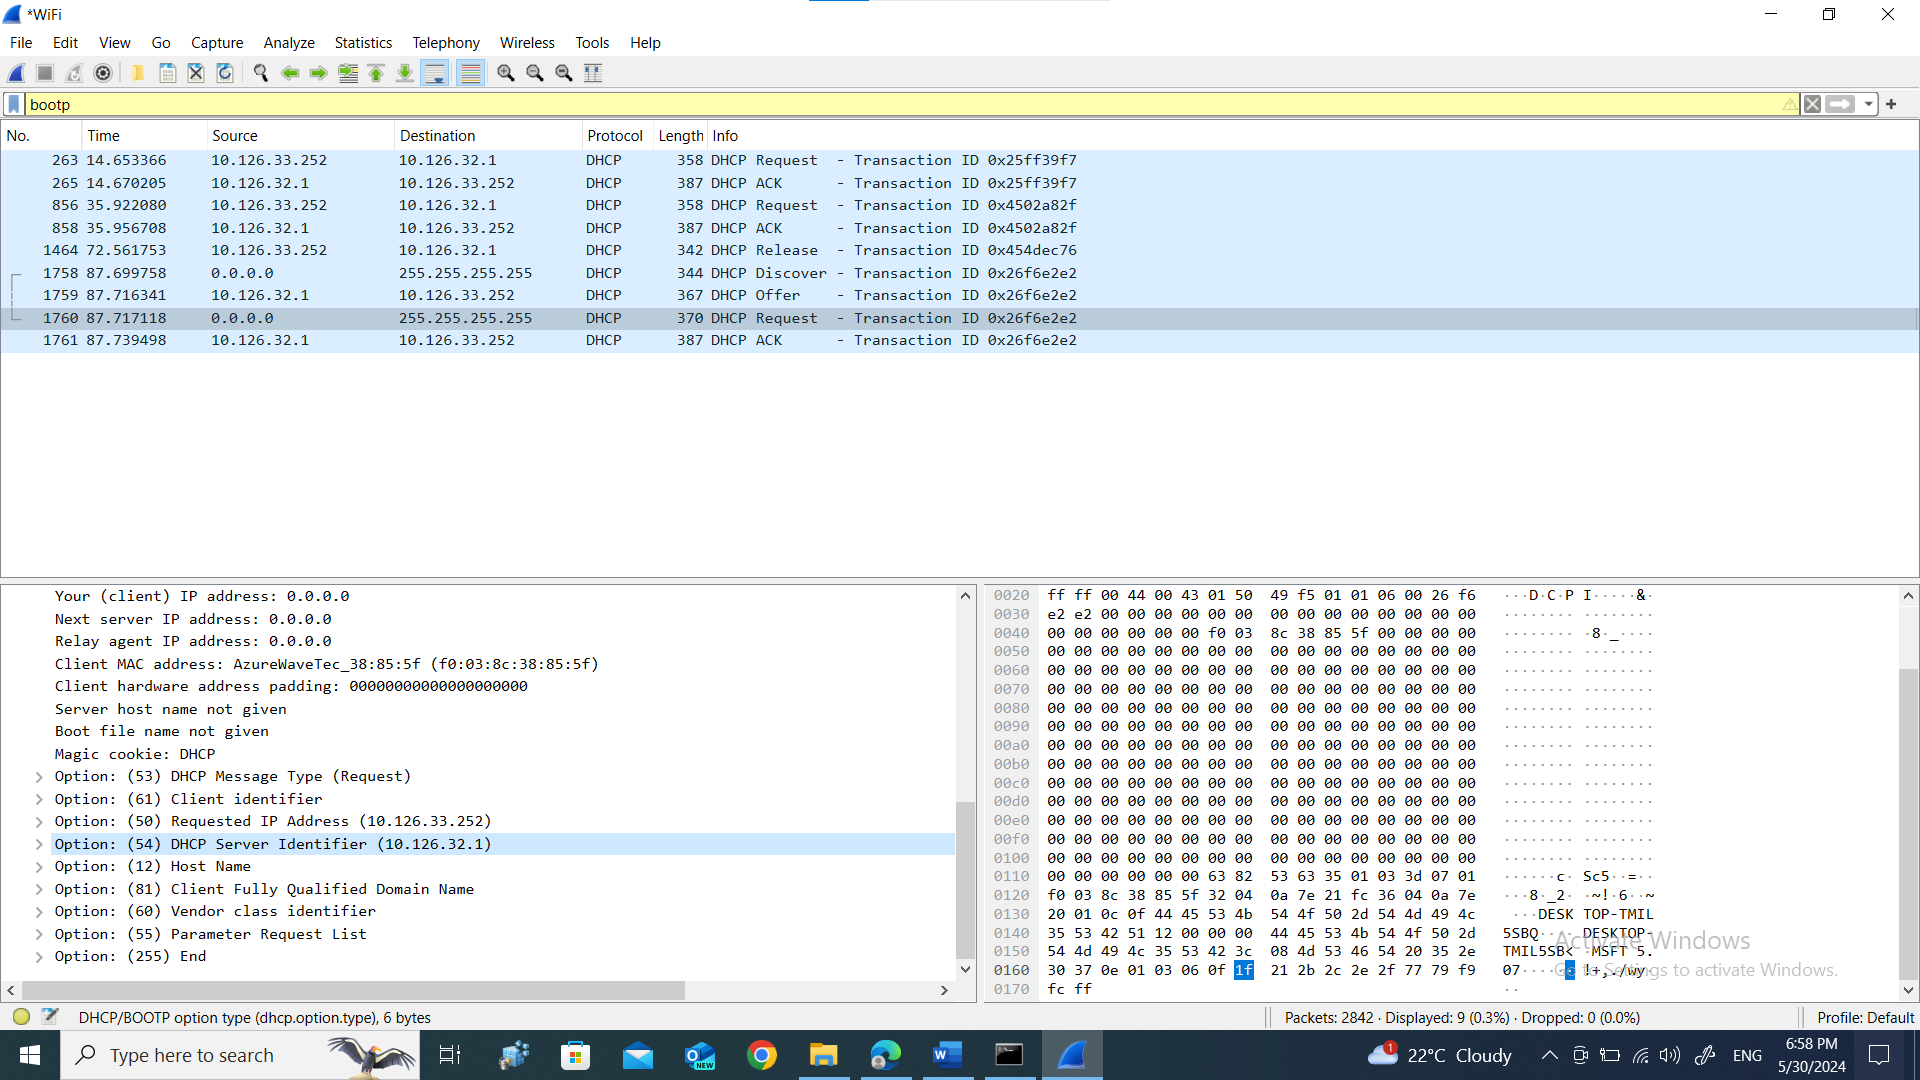 *WiFi
File Edit View Go Capture Analyze Statistics Telephony Wireless Tools Help
bootp
No. Time Source Destination Protocol Length Info
263 14.653366 10.126.33.252 10.126.32.1 DHCP 358 DHCP Request - Transaction ID 0x25ff39f7
265 14.670205 10.126.32.1 10.126.33.252 DHCP 387 DHCP ACK - Transaction ID 0x25ff39f7
856 35.922080 10.126.33.252 10.126.32.1 DHCP 358 DHCP Request - Transaction ID 0x4502a82f
858 35.956708 10.126.32.1 10.126.33.252 DHCP 387 DHCP ACK - Transaction ID 0x4502a82f
1464 72.561753 10.126.33.252 10.126.32.1 DHCP 342 DHCP Release - Transaction ID 0x454dec76
1758 87.699758 0.0.0.0 255.255.255.255 DHCP 344 DHCP Discover - Transaction ID 0x26f6e2e2
1759 87.716341 10.126.32.1 10.126.33.252 DHCP 367 DHCP Offer - Transaction ID 0x26f6e2e2
1760 87.717118 0.0.0.0 255.255.255.255 DHCP 370 DHCP Request - Transaction ID 0x26f6e2e2
1761 87.739498 10.126.32.1 10.126.33.252 DHCP 387 DHCP ACK - Transaction ID 0x26f6e2e2
Your (client) IP address: 0.0.0.0
Next server IP address: 0.0.0.0
Relay agent IP address: 0.0.0.0
Client MAC address: AzureWaveTec_38:85:5f (f0:03:8c:38:85:5f)
Client hardware address padding: 00000000000000000000
Server host name not given
Boot file name not given
Magic cookie: DHCP
Option: (53) DHCP Message Type (Request)
Option: (61) Client identifier
Option: (50) Requested IP Address (10.126.33.252)
Option: (54) DHCP Server Identifier (10.126.32.1)
Option: (12) Host Name
Option: (81) Client Fully Qualified Domain Name
Option: (60) Vendor class identifier
Option: (55) Parameter Request List
Option: (255) End
0020 ff ff 00 44 00 43 01 50 49 f5 01 01 06 00 26 f6 ···D·C·P I·····&·
0030 e2 e2 00 00 00 00 00 00 00 00 00 00 00 00 00 00 ········ ········
0040 00 00 00 00 00 00 f0 03 8c 38 85 5f 00 00 00 00 ········ ·8·_····
0050 00 00 00 00 00 00 00 00 00 00 00 00 00 00 00 00 ········ ········
0060 00 00 00 00 00 00 00 00 00 00 00 00 00 00 00 00 ········ ········
0070 00 00 00 00 00 00 00 00 00 00 00 00 00 00 00 00 ········ ········
0080 00 00 00 00 00 00 00 00 00 00 00 00 00 00 00 00 ········ ········
0090 00 00 00 00 00 00 00 00 00 00 00 00 00 00 00 00 ········ ········
00a0 00 00 00 00 00 00 00 00 00 00 00 00 00 00 00 00 ········ ········
00b0 00 00 00 00 00 00 00 00 00 00 00 00 00 00 00 00 ········ ········
00c0 00 00 00 00 00 00 00 00 00 00 00 00 00 00 00 00 ········ ········
00d0 00 00 00 00 00 00 00 00 00 00 00 00 00 00 00 00 ········ ········
00e0 00 00 00 00 00 00 00 00 00 00 00 00 00 00 00 00 ········ ········
00f0 00 00 00 00 00 00 00 00 00 00 00 00 00 00 00 00 ········ ········
0100 00 00 00 00 00 00 00 00 00 00 00 00 00 00 00 00 ········ ········
0110 00 00 00 00 00 00 63 82 53 63 35 01 03 3d 07 01 ······c· Sc5··=··
0120 f0 03 8c 38 85 5f 32 04 0a 7e 21 fc 36 04 0a 7e ···8·_2· ·~!·6··~
0130 20 01 0c 0f 44 45 53 4b 54 4f 50 2d 54 4d 49 4c ···DESK TOP-TMIL
0140 35 53 42 51 12 00 00 00 44 45 53 4b 54 4f 50 2d 5SBQ···· DESKTOP-
0150 54 4d 49 4c 35 53 42 3c 08 4d 53 46 54 20 35 2e TMIL5SB< ·MSFT 5.
0160 30 37 0e 01 03 06 0f 1f 21 2b 2c 2e 2f 77 79 f9 07······ !+,./wy·
0170 fc ff ··
Activate Windows
Go to Settings to activate Windows.
DHCP/BOOTP option type (dhcp.option.type), 6 bytes
Packets: 2842 · Displayed: 9 (0.3%) · Dropped: 0 (0.0%)
Profile: Default
Type here to search
NEW
1
22°C Cloudy
ENG
6:58 PM
5/30/2024